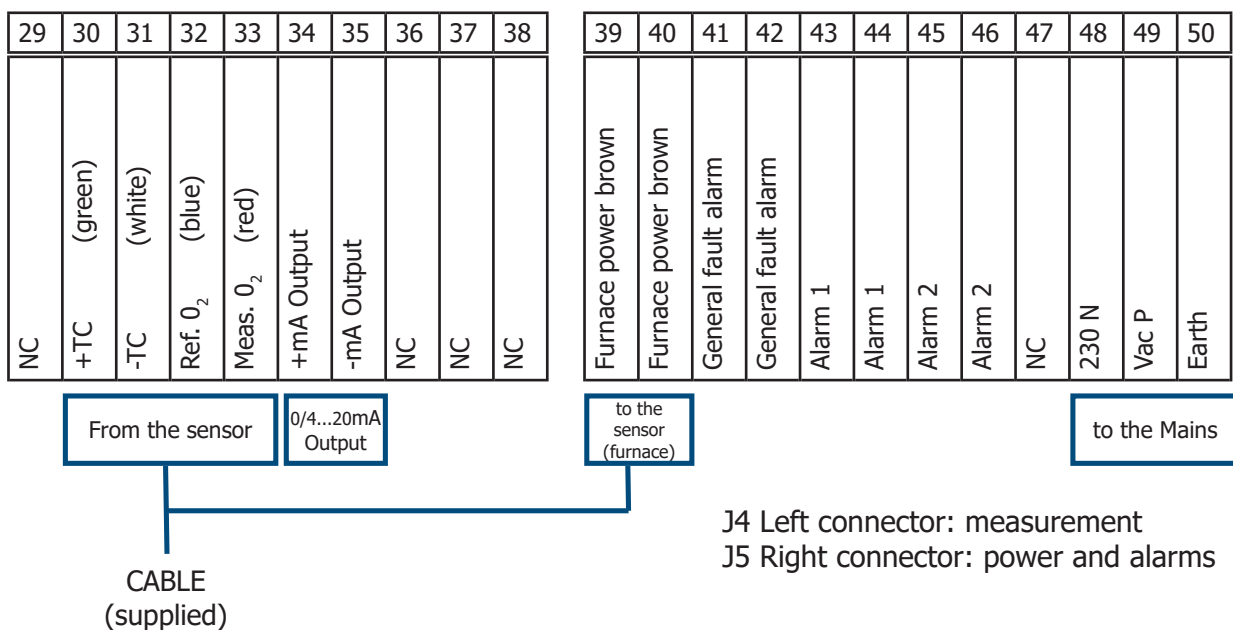 29 30 31 32 33 34 35 36 37 38
NC
+TC (green)
-TC (white)
Ref. 0₂ (blue)
Meas. 0₂ (red)
+mA Output
-mA Output
NC
NC
NC
39 40 41 42 43 44 45 46 47 48 49 50
Furnace power brown
Furnace power brown
General fault alarm
General fault alarm
Alarm 1
Alarm 1
Alarm 2
Alarm 2
NC
230 N
Vac P
Earth
From the sensor
0/4...20mA
Output
to the
sensor
(furnace)
to the Mains
J4 Left connector: measurement
J5 Right connector: power and alarms
CABLE
(supplied)